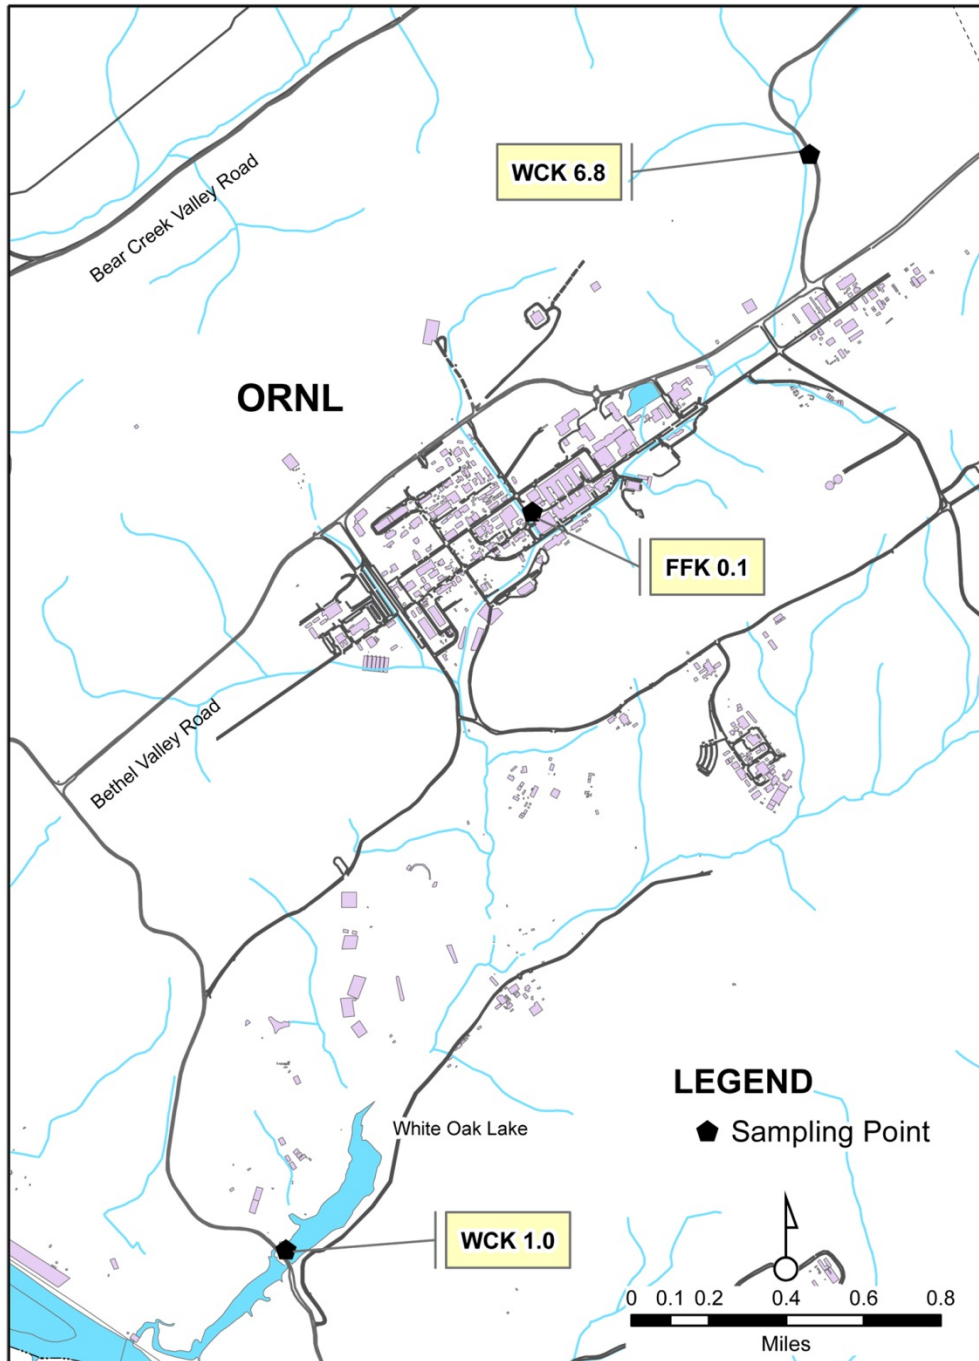 WCK 6.8
Bear Creek Valley Road
ORNL
FFK 0.1
Bethel Valley Road
LEGEND
Sampling Point
White Oak Lake
WCK 1.0
0 0.1 0.2 0.4 0.6 0.8
Miles